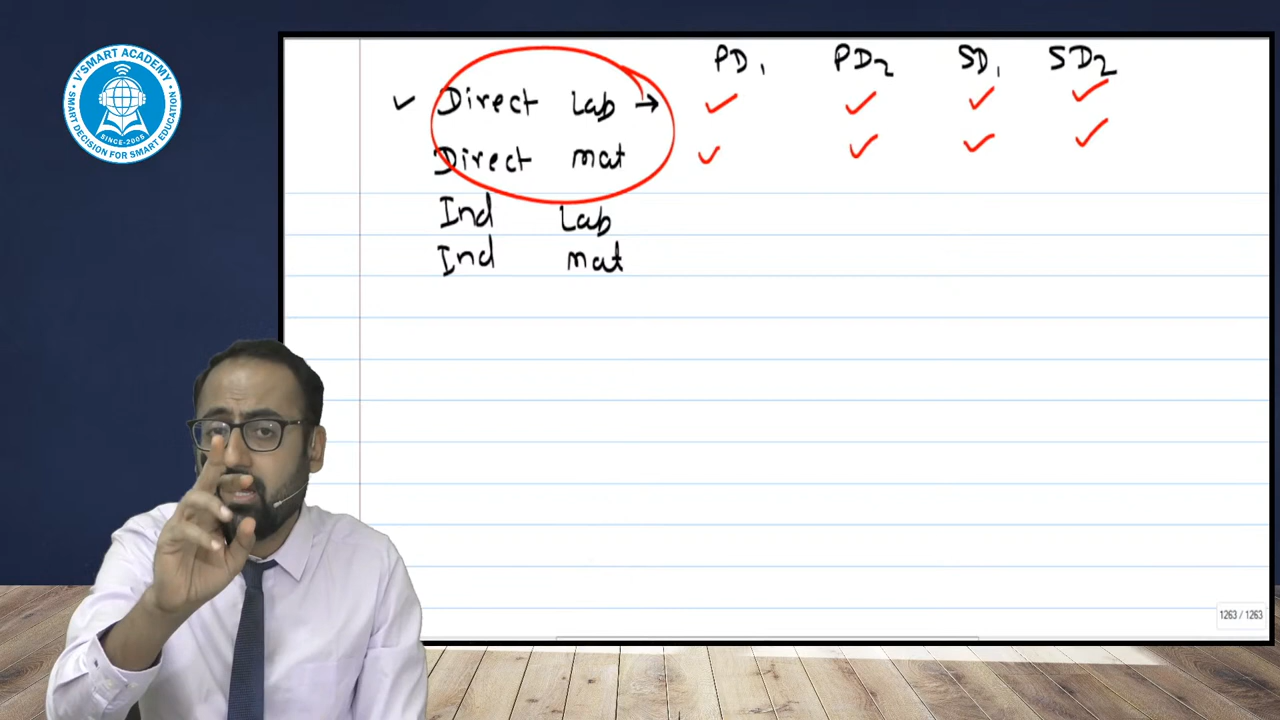 V'SMART ACADEMY
SMART DECISION FOR SMART EDUCATION
SINCE-2006
PD1 PD2 SD1 SD2
✓ Direct Lab → ✓ ✓ ✓ ✓
Direct mat ✓ ✓ ✓ ✓
Ind Lab
Ind mat
1263 / 1263